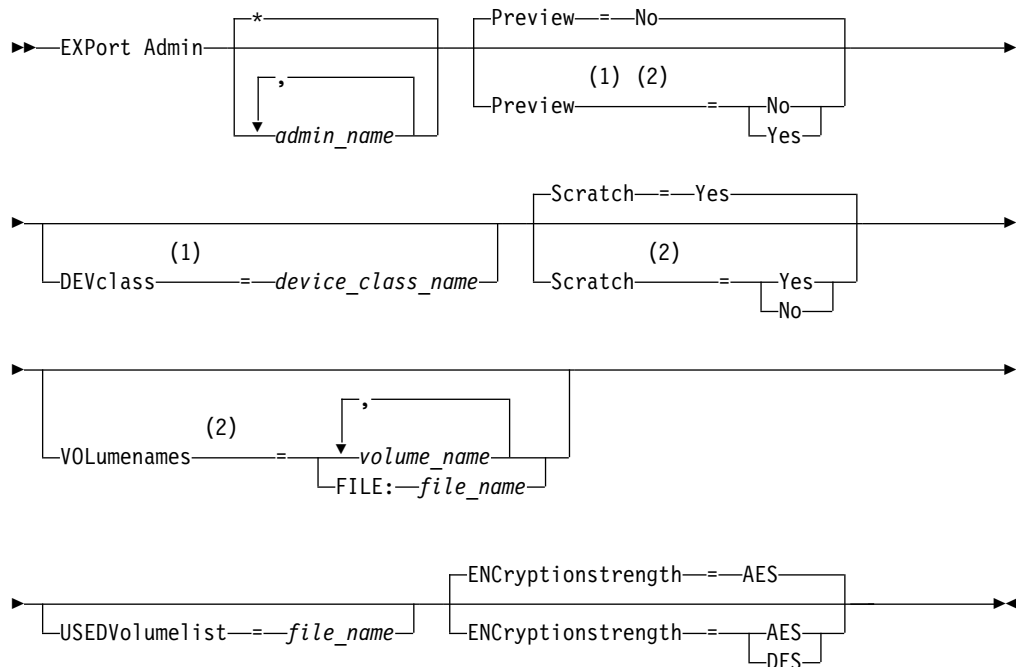 * Preview = No
EXPort Admin
, (1) (2)
Preview = No
admin_name Yes
Scratch = Yes
(1) (2)
DEVclass = device_class_name Scratch = Yes
No
,
(2)
VOLumenames = volume_name
FILE: file_name
ENCryptionstrength = AES
USEDVolumelist = file_name ENCryptionstrength = AES
DES